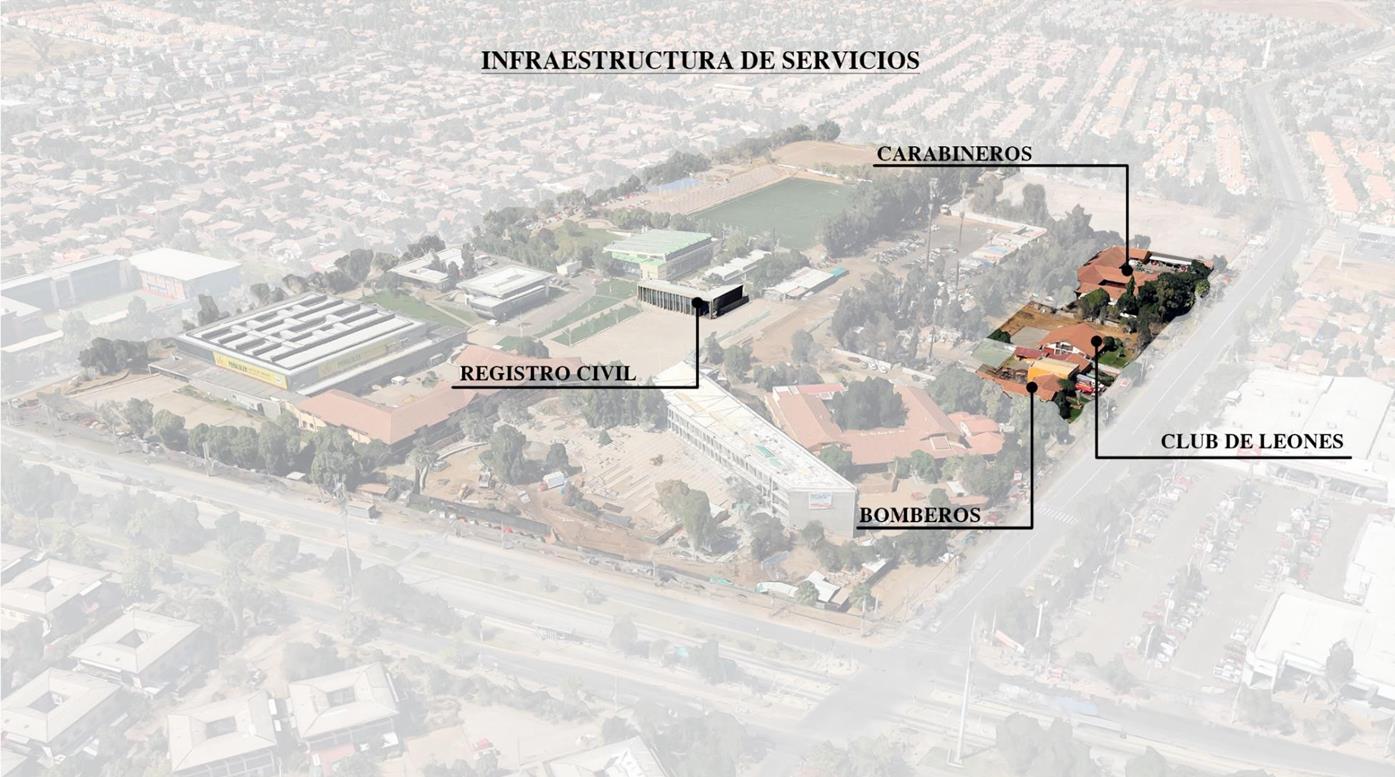 INFRAESTRUCTURA DE SERVICIOS
CARABINEROS
REGISTRO CIVIL
CLUB DE LEONES
BOMBEROS